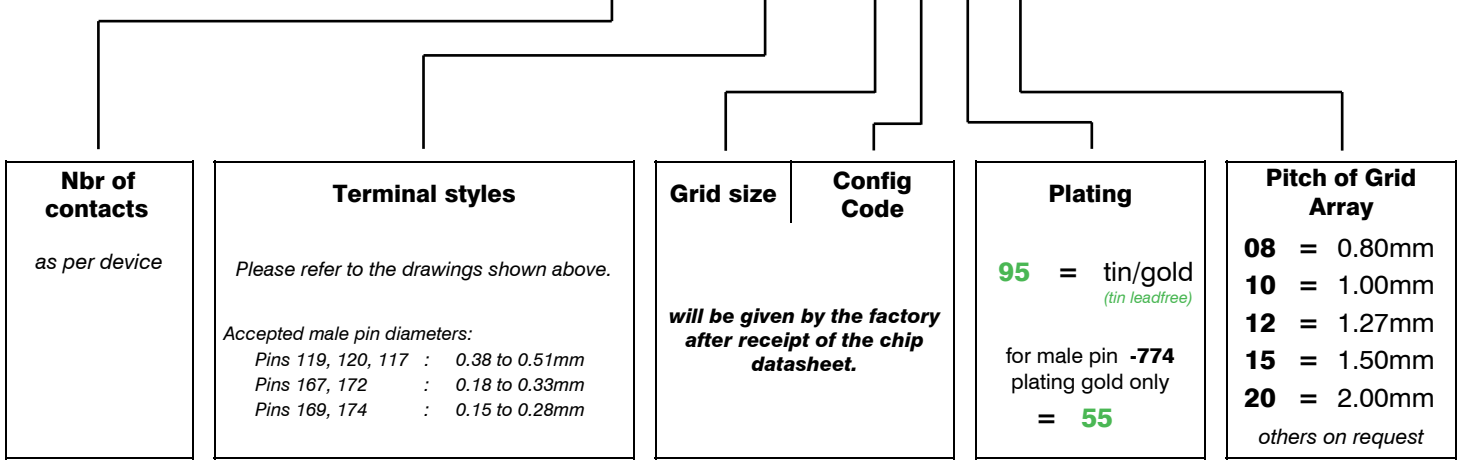 Nbr of
contacts
as per device
Terminal styles
Please refer to the drawings shown above.
Accepted male pin diameters:
Pins 119, 120, 117 : 0.38 to 0.51mm
Pins 167, 172 : 0.18 to 0.33mm
Pins 169, 174 : 0.15 to 0.28mm
Grid size
Config
Code
will be given by the factory
after receipt of the chip
datasheet.
Plating
95 = tin/gold
(tin leadfree)
for male pin -774
plating gold only
= 55
Pitch of Grid
Array
08 = 0.80mm
10 = 1.00mm
12 = 1.27mm
15 = 1.50mm
20 = 2.00mm
others on request